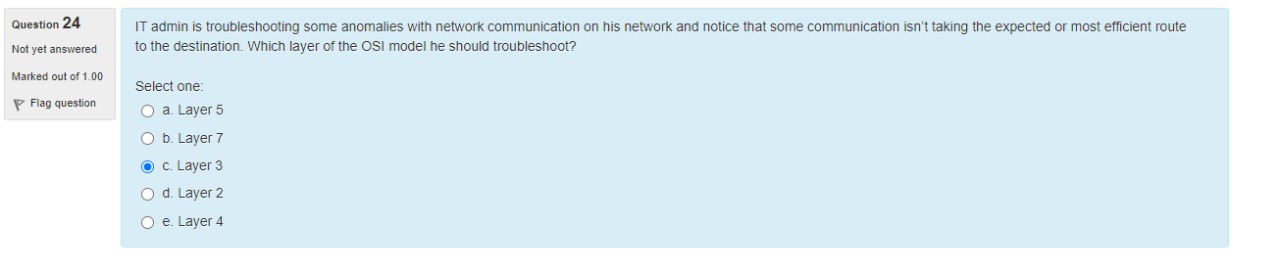 Question 24
Not yet answered
Marked out of 1.00
Flag question
IT admin is troubleshooting some anomalies with network communication on his network and notice that some communication isn't taking the expected or most efficient route
to the destination. Which layer of the OSI model he should troubleshoot?
Select one:
a. Layer 5
b. Layer 7
c. Layer 3
d. Layer 2
e. Layer 4